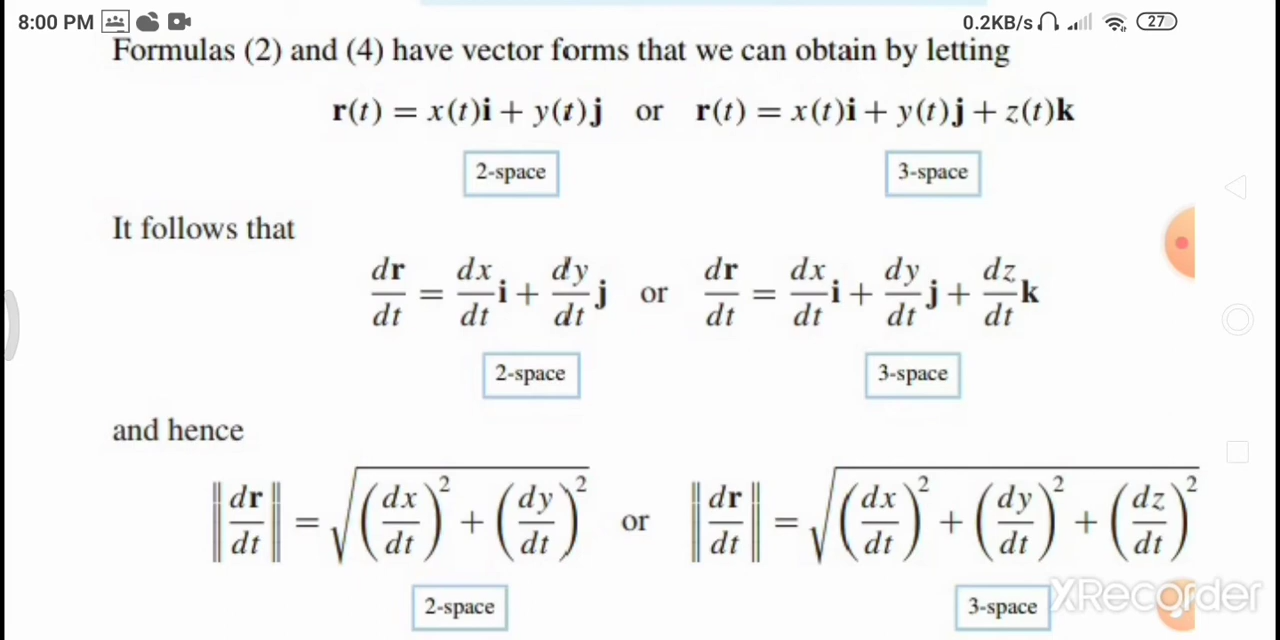 8:00 PM 0.2KB/s 27
Formulas (2) and (4) have vector forms that we can obtain by letting
r(t) = x(t)i + y(t)j or r(t) = x(t)i + y(t)j + z(t)k
2-space 3-space
It follows that
dr/dt = dx/dt i + dy/dt j or dr/dt = dx/dt i + dy/dt j + dz/dt k
2-space 3-space
and hence
‖dr/dt‖ = √((dx/dt)² + (dy/dt)²) or ‖dr/dt‖ = √((dx/dt)² + (dy/dt)² + (dz/dt)²)
2-space 3-space
XRecorder